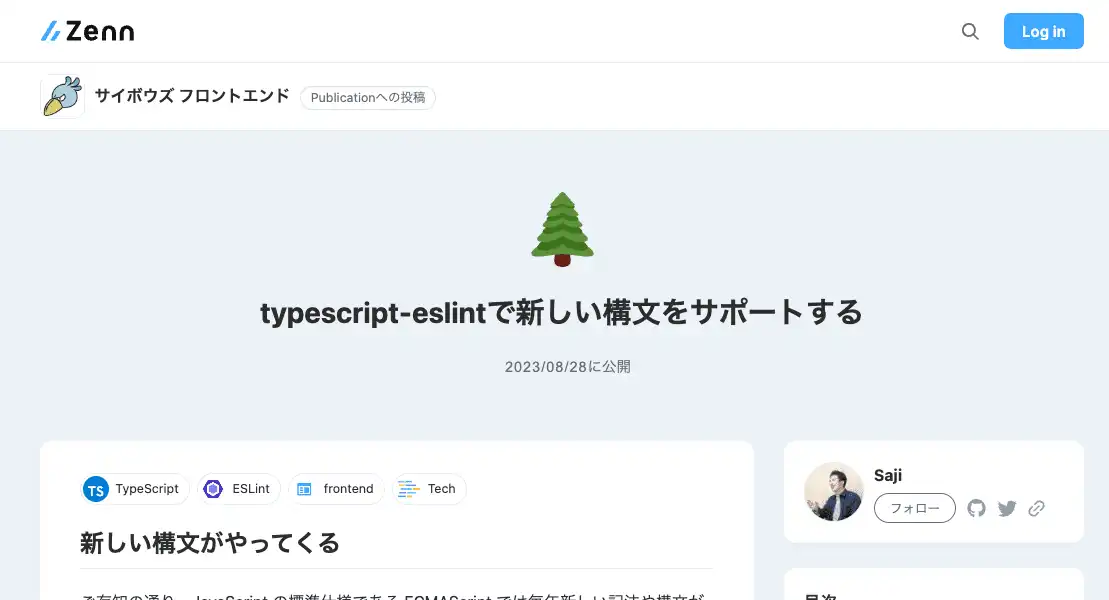 Zenn
Log in
サイボウズ フロントエンド
Publicationへの投稿
typescript-eslintで新しい構文をサポートする
2023/08/28に公開
TS TypeScript
ESLint
frontend
Tech
Saji
フォロー
新しい構文がやってくる
ご存知の通り、JavaScript の標準仕様である ECMAScript では毎年新しい記法や構文が
目次